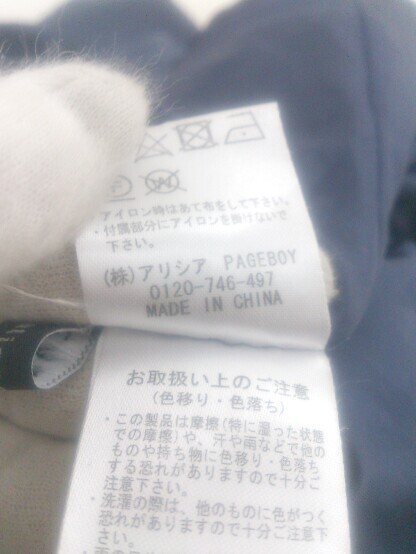 F
W
アイロン時はあて布をして下さい。
・付属部分にアイロンを掛けないで
下さい。
(株)アリシア PAGEBOY
0120-746-497
MADE IN CHINA
お取扱い上のご注意
(色移り・色落ち)
・この製品は摩擦(特に湿った状態
での摩擦)や、汗や雨などで他の
ものや持ち物に色移り・色落ち
する恐れがありますので十分ご
注意下さい。
・洗濯の際は、他のものに色がつく
恐れがありますので十分ご注意下
さい。